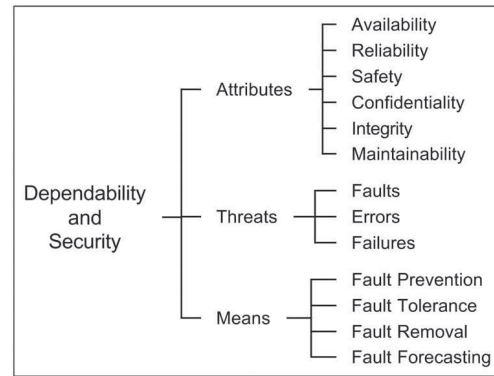 Dependability
and
Security
Attributes
Availability
Reliability
Safety
Confidentiality
Integrity
Maintainability
Threats
Faults
Errors
Failures
Means
Fault Prevention
Fault Tolerance
Fault Removal
Fault Forecasting